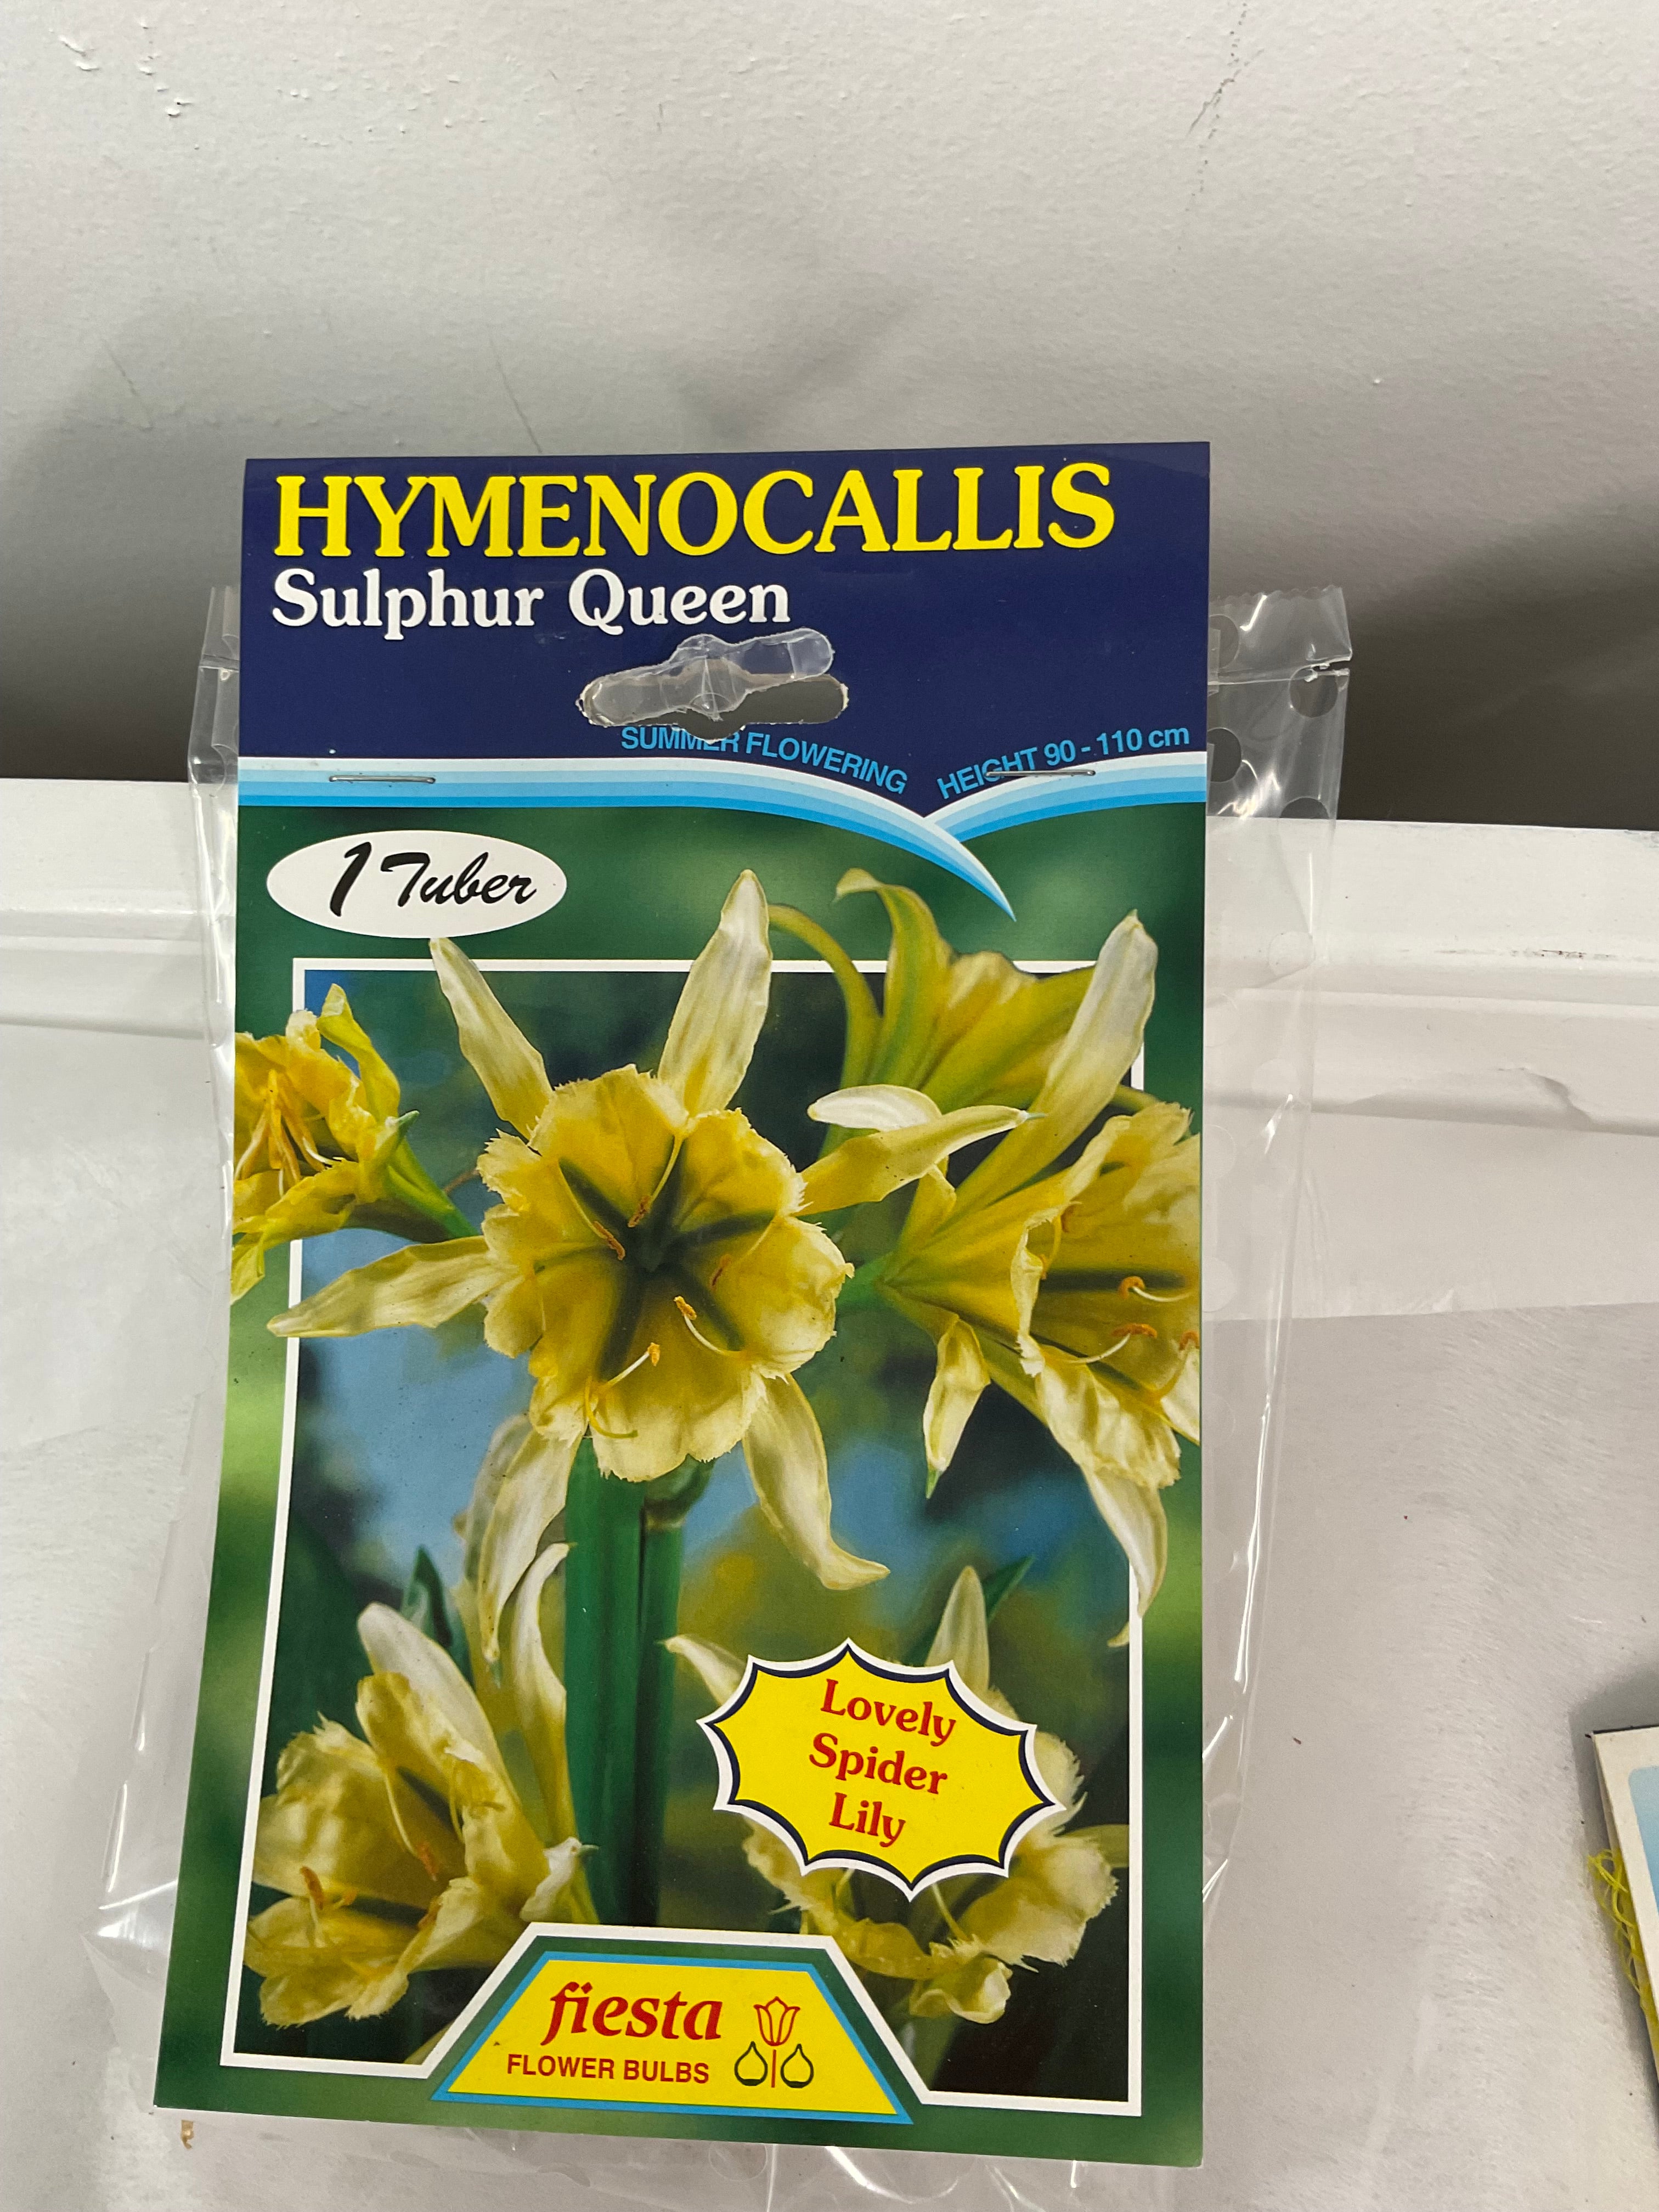 HYMENOCALLIS
Sulphur Queen
SUMMER FLOWERING
HEIGHT 90 - 110 cm
1 Tuber
Lovely
Spider
Lily
fiesta
FLOWER BULBS